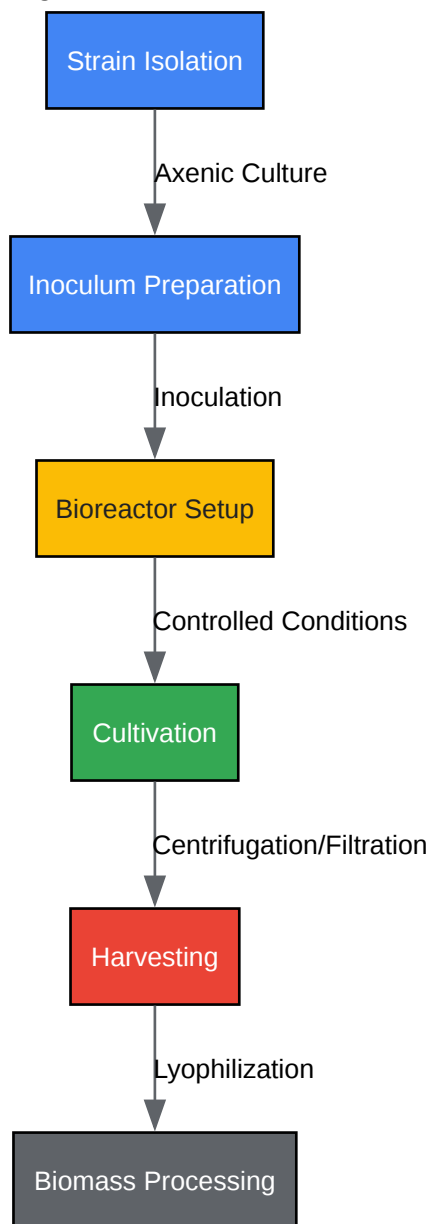 Strain Isolation
Axenic Culture
Inoculum Preparation
Inoculation
Bioreactor Setup
Controlled Conditions
Cultivation
Centrifugation/Filtration
Harvesting
Lyophilization
Biomass Processing